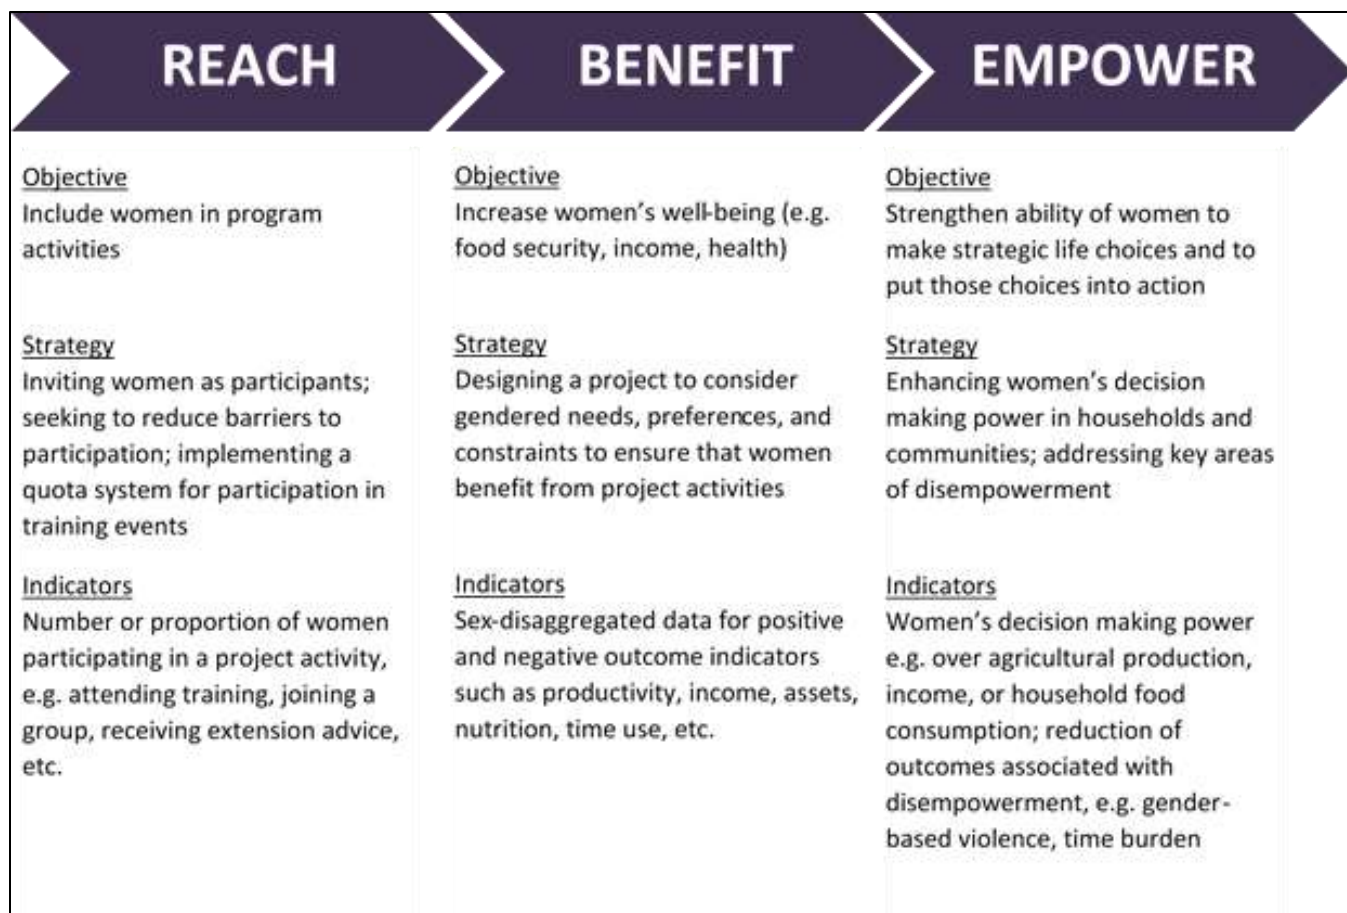 REACH
BENEFIT
EMPOWER
Objective
Include women in program
activities
Strategy
Inviting women as participants;
seeking to reduce barriers to
participation; implementing a
quota system for participation in
training events
Indicators
Number or proportion of women
participating in a project activity,
e.g. attending training, joining a
group, receiving extension advice,
etc.
Objective
Increase women's well-being (e.g.
food security, income, health)
Strategy
Designing a project to consider
gendered needs, preferences, and
constraints to ensure that women
benefit from project activities
Indicators
Sex-disaggregated data for positive
and negative outcome indicators
such as productivity, income, assets,
nutrition, time use, etc.
Objective
Strengthen ability of women to
make strategic life choices and to
put those choices into action
Strategy
Enhancing women's decision
making power in households and
communities; addressing key areas
of disempowerment
Indicators
Women's decision making power
e.g. over agricultural production,
income, or household food
consumption; reduction of
outcomes associated with
disempowerment, e.g. gender-
based violence, time burden